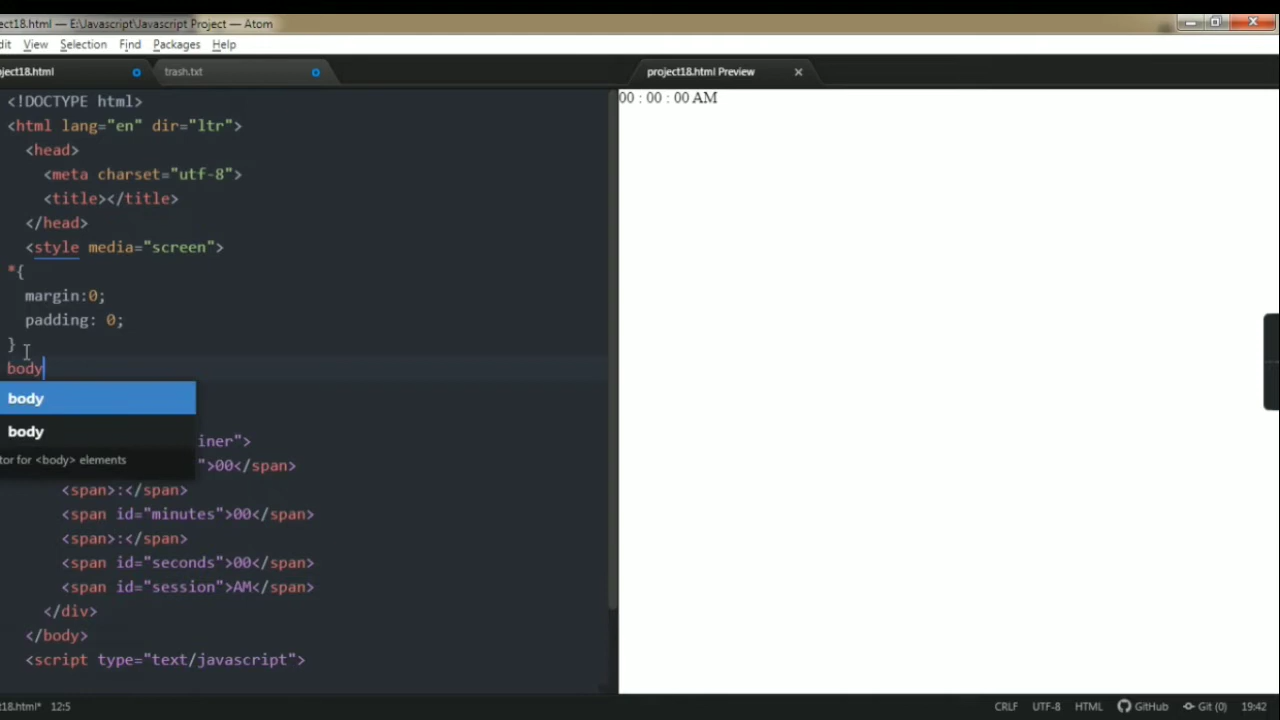 ect18.html — E:\Javascript\Javascript Project — Atom
dit View Selection Find Packages Help
ject18.html trash.txt project18.html Preview
<!DOCTYPE html>
<html lang="en" dir="ltr">
<head>
<meta charset="utf-8">
<title></title>
</head>
<style media="screen">
*{
margin:0;
padding: 0;
}
body
body
body
tor for <body> elements
iner">
">00</span>
<span>:</span>
<span id="minutes">00</span>
<span>:</span>
<span id="seconds">00</span>
<span id="session">AM</span>
</div>
</body>
<script type="text/javascript">
00 : 00 : 00 AM
t18.html* 12:5 CRLF UTF-8 HTML GitHub Git (0) 19:42